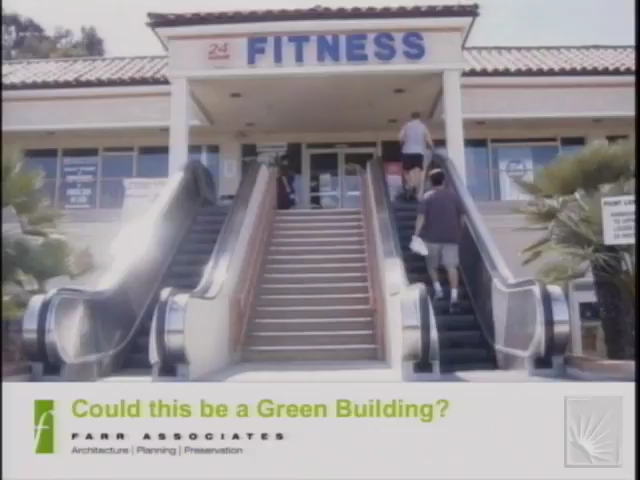 24
FITNESS
Could this be a Green Building?
f
FARR ASSOCIATES
Architecture | Planning | Preservation